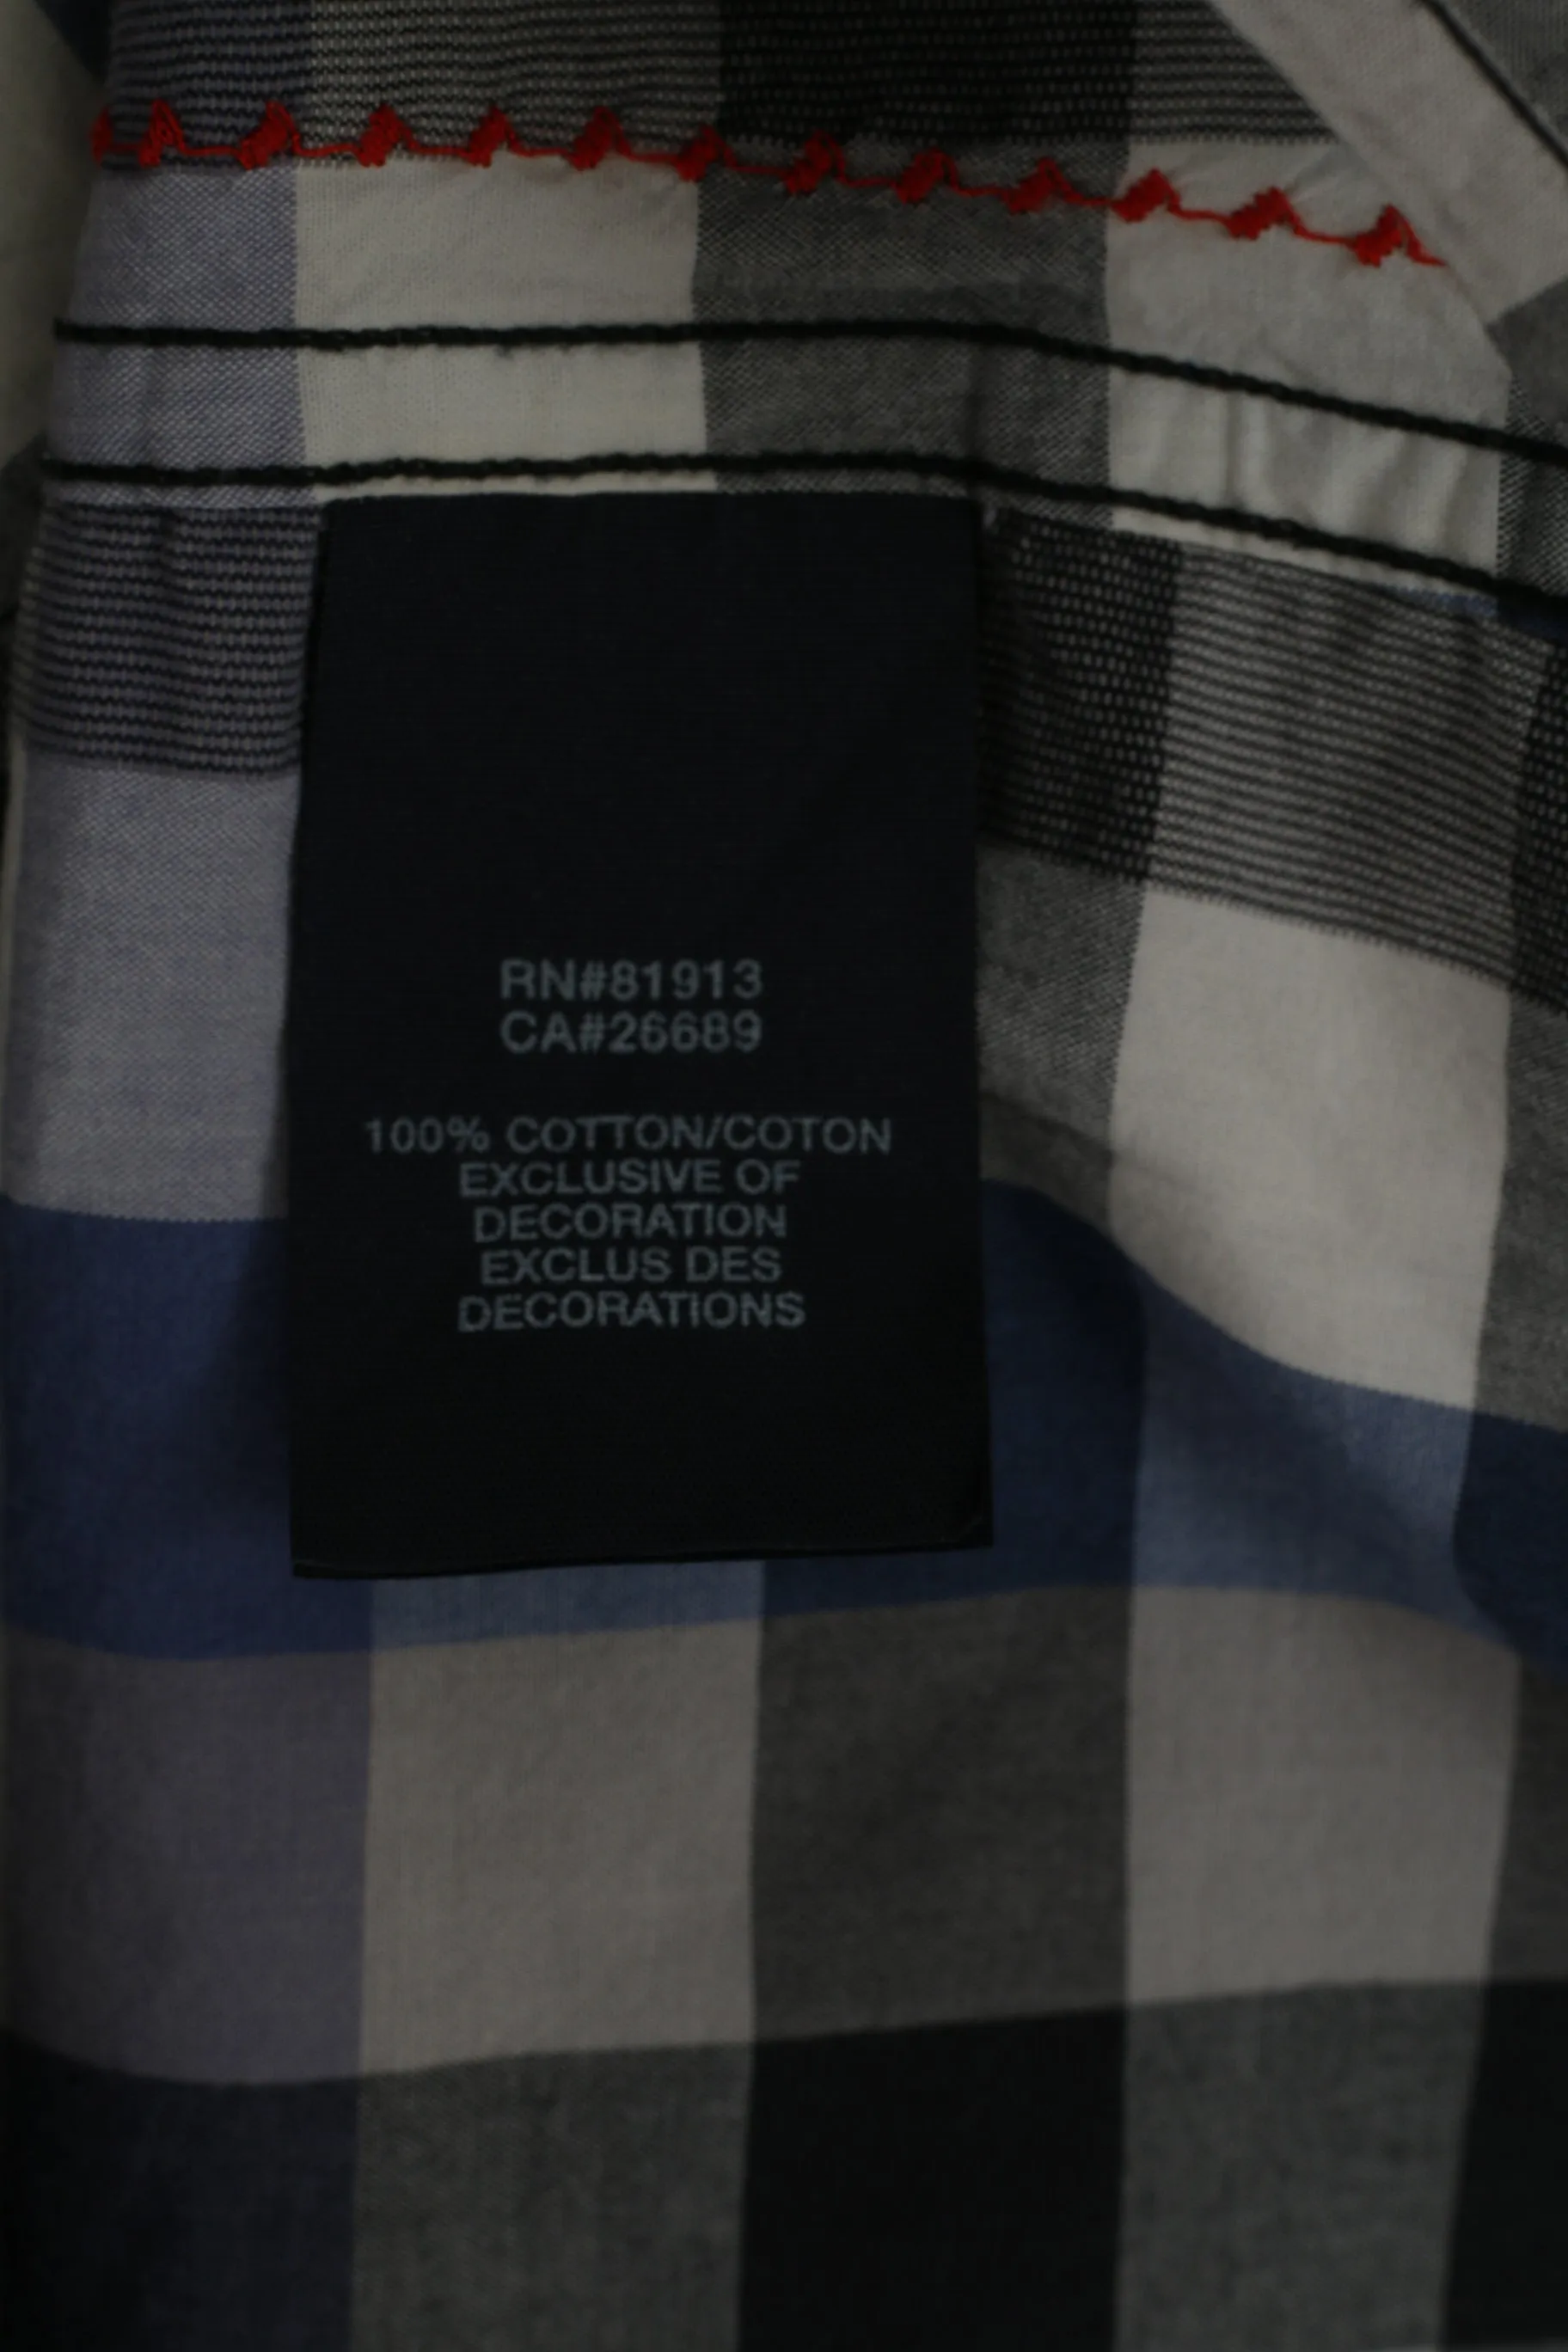 RN#81913
CA#26689
100% COTTON/COTON
EXCLUSIVE OF
DECORATION
EXCLUS DES
DECORATIONS